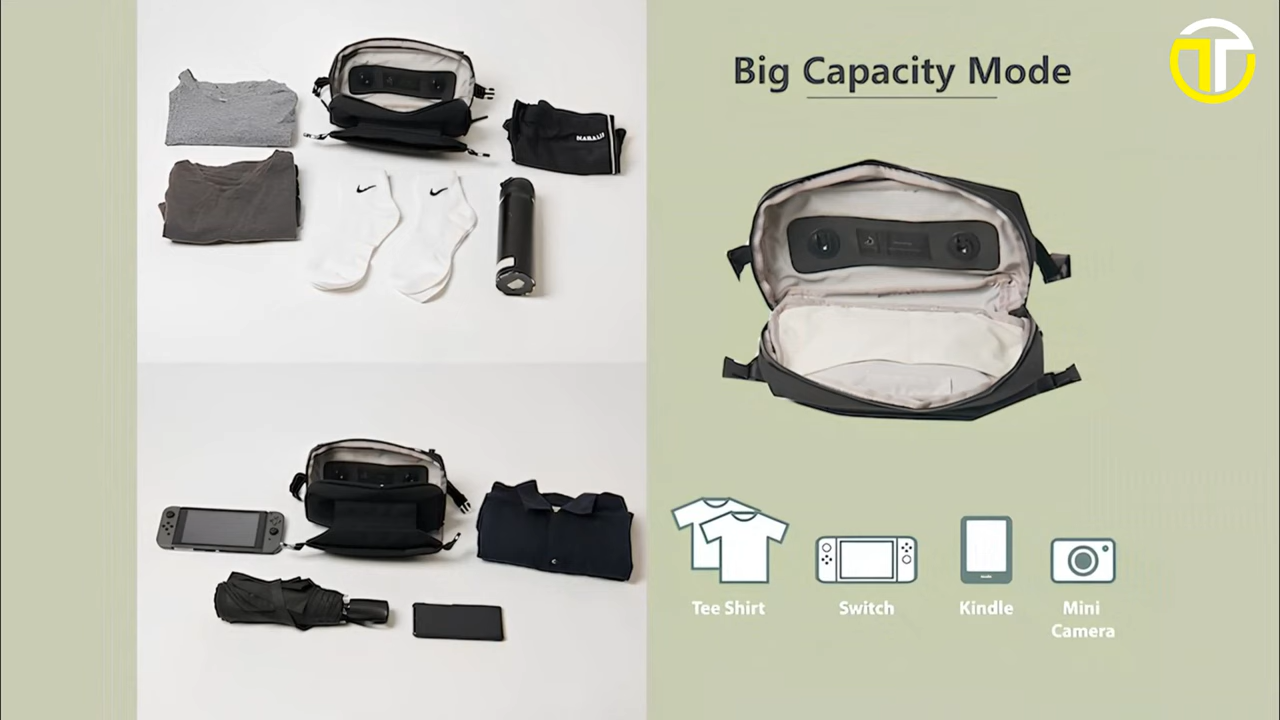 Big Capacity Mode
Tee Shirt
Switch
Kindle
Mini
Camera